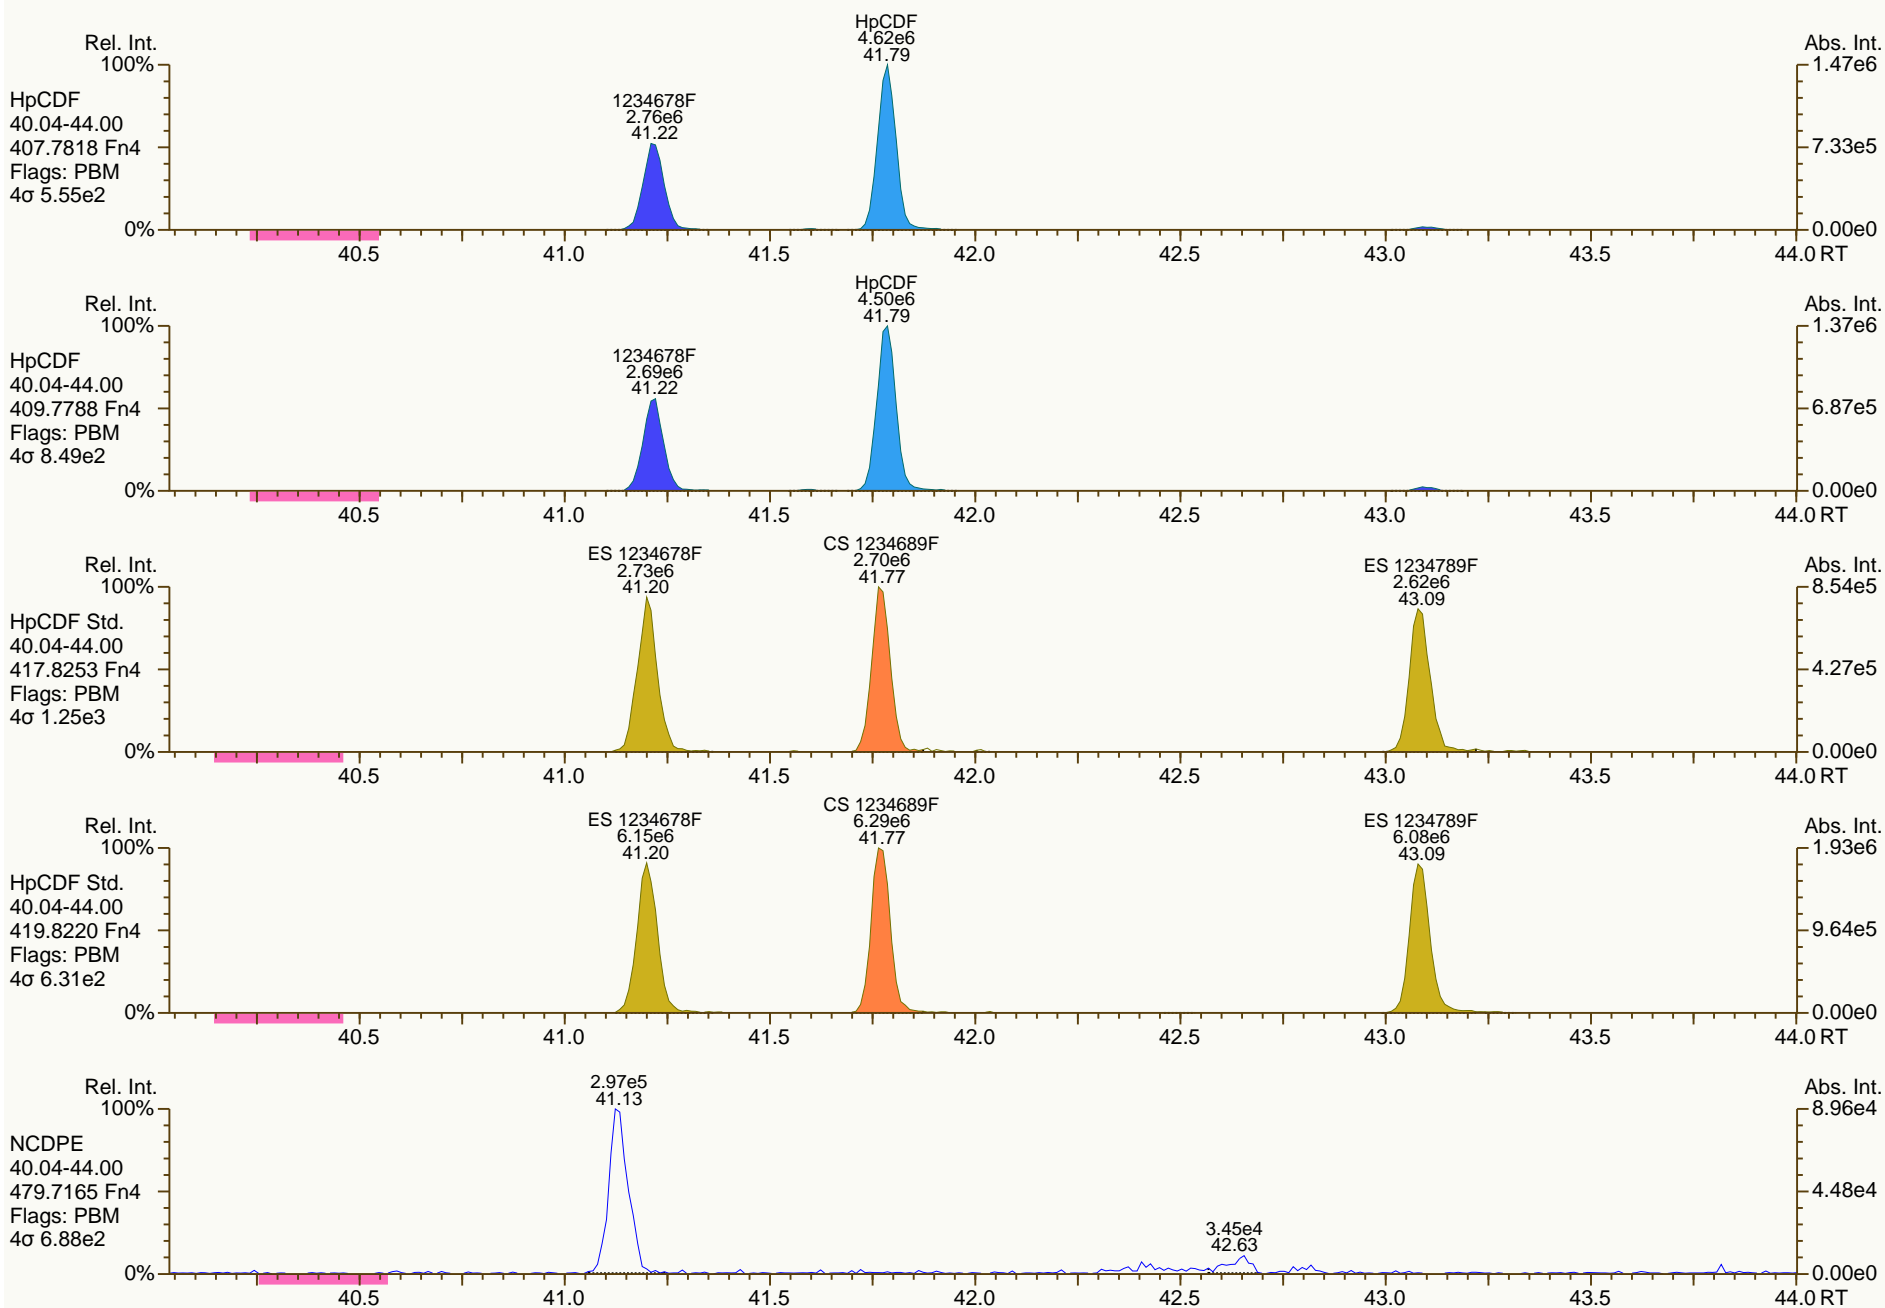 HpCDF
4.62e6
41.79
Rel. Int.
Abs. Int.
100%
1.47e6
HpCDF
40.04-44.00
407.7818 Fn4
Flags: PBM
4σ 5.55e2
1234678F
2.76e6
41.22
7.33e5
0%
0.00e0
40.5 41.0 41.5 42.0 42.5 43.0 43.5 44.0 RT
HpCDF
4.50e6
41.79
Rel. Int.
Abs. Int.
100%
1.37e6
HpCDF
40.04-44.00
409.7788 Fn4
Flags: PBM
4σ 8.49e2
1234678F
2.69e6
41.22
6.87e5
0%
0.00e0
40.5 41.0 41.5 42.0 42.5 43.0 43.5 44.0 RT
Rel. Int.
Abs. Int.
100%
8.54e5
HpCDF Std.
40.04-44.00
417.8253 Fn4
Flags: PBM
4σ 1.25e3
ES 1234678F
2.73e6
41.20
CS 1234689F
2.70e6
41.77
ES 1234789F
2.62e6
43.09
4.27e5
0%
0.00e0
40.5 41.0 41.5 42.0 42.5 43.0 43.5 44.0 RT
Rel. Int.
Abs. Int.
100%
1.93e6
HpCDF Std.
40.04-44.00
419.8220 Fn4
Flags: PBM
4σ 6.31e2
ES 1234678F
6.15e6
41.20
CS 1234689F
6.29e6
41.77
ES 1234789F
6.08e6
43.09
9.64e5
0%
0.00e0
40.5 41.0 41.5 42.0 42.5 43.0 43.5 44.0 RT
Rel. Int.
Abs. Int.
100%
8.96e4
NCDPE
40.04-44.00
479.7165 Fn4
Flags: PBM
4σ 6.88e2
2.97e5
41.13
3.45e4
42.63
4.48e4
0%
0.00e0
40.5 41.0 41.5 42.0 42.5 43.0 43.5 44.0 RT